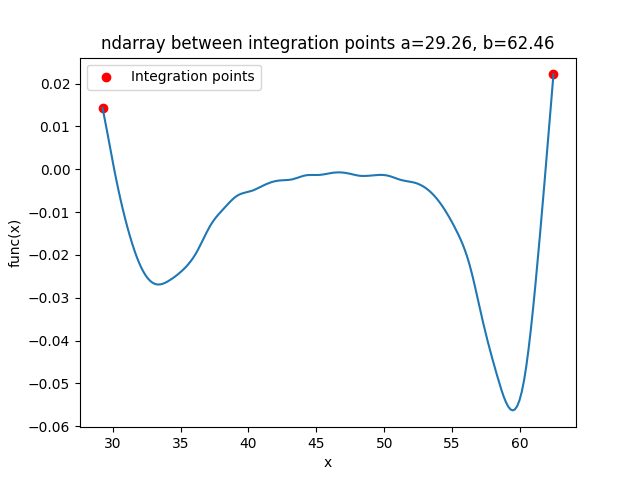 ndarray between integration points a=29.26, b=62.46
Integration points
0.02
0.01
0.00
−0.01
−0.02
−0.03
−0.04
−0.05
−0.06
func(x)
30 35 40 45 50 55 60
x